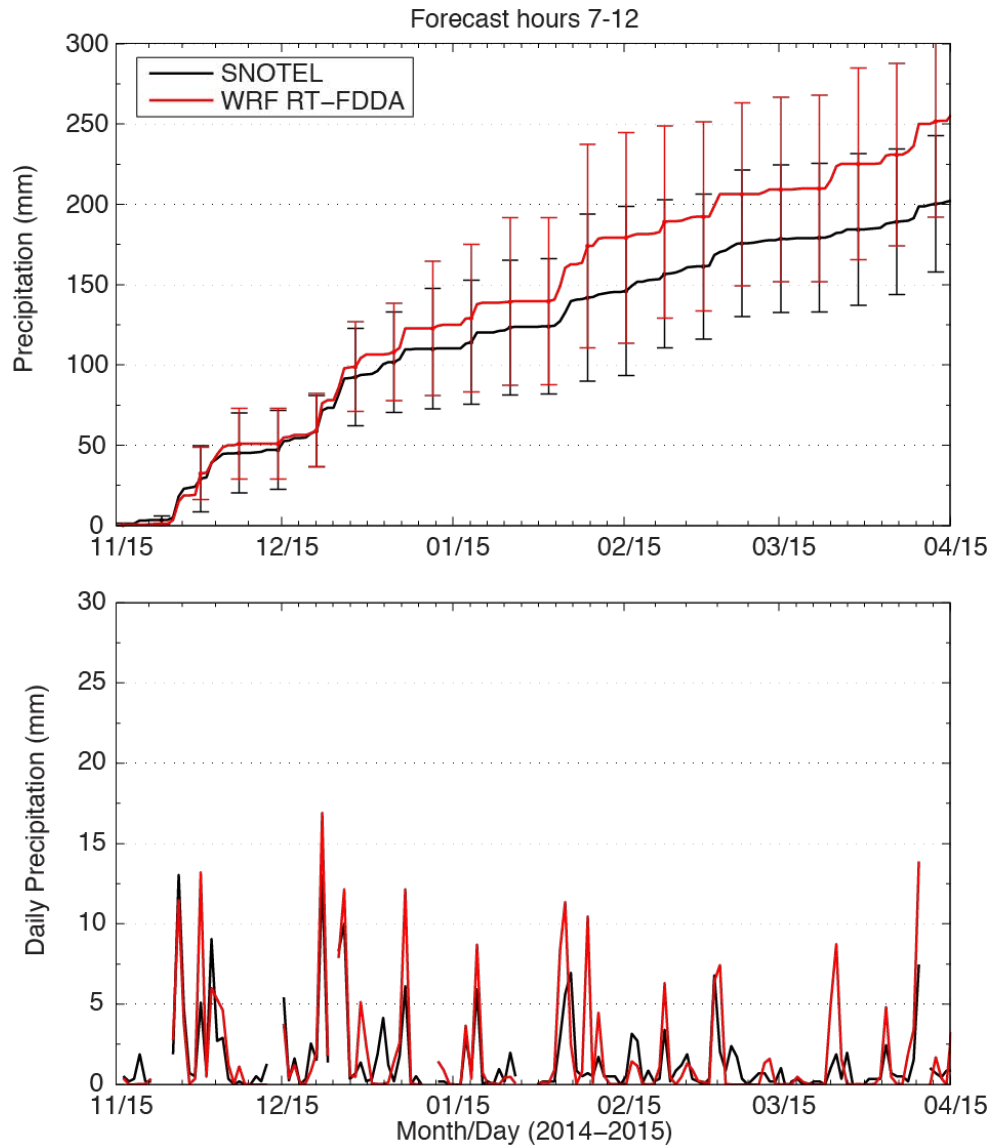 Forecast hours 7-12
300
250
200
150
100
50
0
Precipitation (mm)
SNOTEL
WRF RT-FDDA
11/15 12/15 01/15 02/15 03/15 04/15
30
25
20
15
10
5
0
Daily Precipitation (mm)
11/15 12/15 01/15 02/15 03/15 04/15
Month/Day (2014-2015)